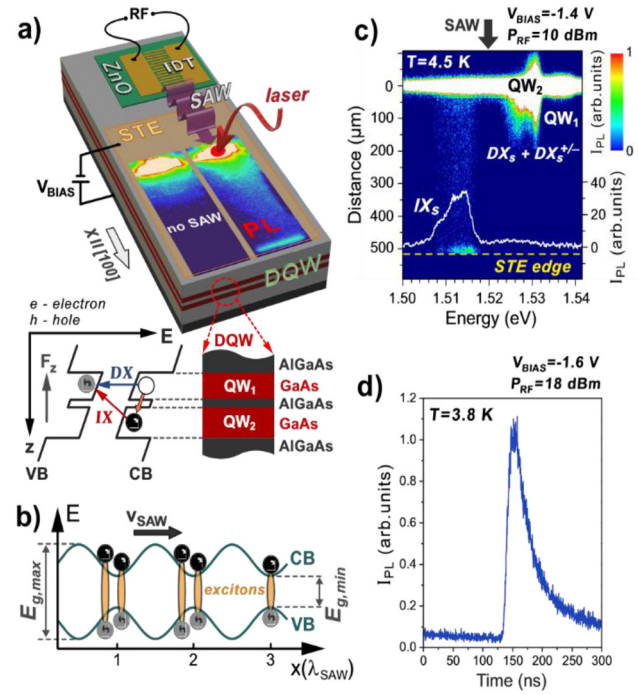 a)
RF
ZnO
IDT
SAW
laser
STE
V_BIAS
no SAW
PL
X||[100]
DQW
e - electron
h - hole
E
F_z
z
VB
CB
h
DX
IX
DQW
AlGaAs
QW₁ GaAs
AlGaAs
QW₂ GaAs
AlGaAs
b)
E
v_SAW
CB
VB
excitons
E_g,max
E_g,min
h
1 2 3
x(λ_SAW)
c)
SAW
V_BIAS=-1.4 V
P_RF=10 dBm
T=4.5 K
QW₂
QW₁
DX_s + DX_s^+/−
IX_s
STE edge
0
100
200
300
400
500
Distance (µm)
1.50 1.51 1.52 1.53 1.54
Energy (eV)
1
0
I_PL (arb.units)
40
20
0
I_PL (arb.units)
d)
V_BIAS=-1.6 V
P_RF=18 dBm
T=3.8 K
1.2
1.0
0.8
0.6
0.4
0.2
0.0
I_PL (arb.units)
0 50 100 150 200 250 300
Time (ns)